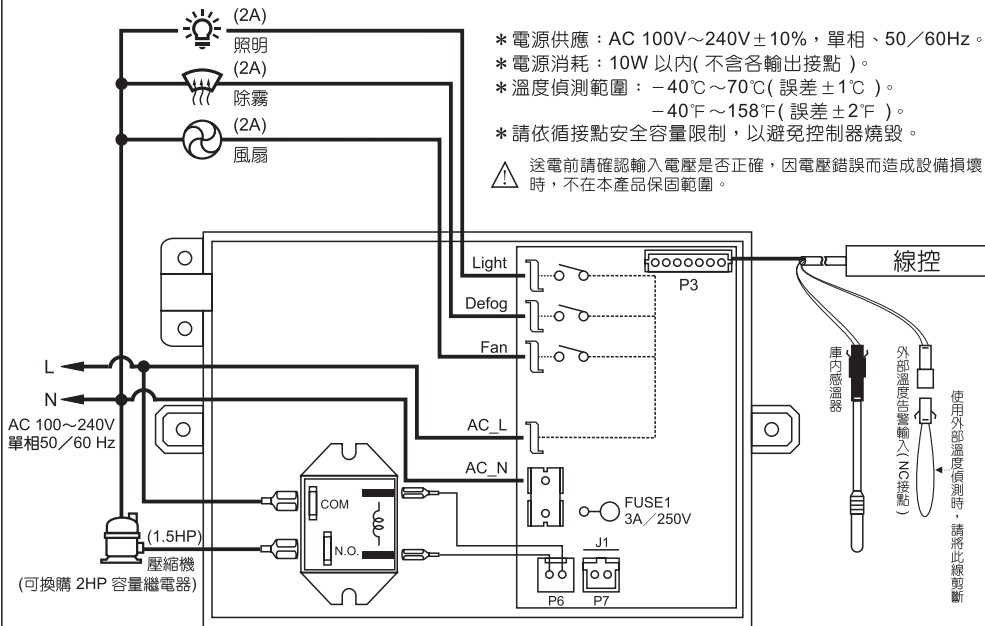 (2A)
照明
(2A)
除霧
(2A)
風扇
＊電源供應：AC 100V～240V±10%，單相、50／60Hz。
＊電源消耗：10W 以內( 不含各輸出接點 )。
＊溫度偵測範圍：－40℃～70℃( 誤差±1℃ )。
－40℉～158℉( 誤差±2℉ )。
＊請依循接點安全容量限制，以避免控制器燒毀。
送電前請確認輸入電壓是否正確，因電壓錯誤而造成設備損壞
時，不在本產品保固範圍。
Light
Defog
Fan
P3
線控
L
N
AC 100～240V
單相50／60 Hz
AC_L
AC_N
FUSE1
3A／250V
COM
N.O.
J1
P6
P7
(1.5HP)
壓縮機
(可換購 2HP 容量繼電器)
庫內感溫器
外部溫度告警輸入(NC接點)
使用外部溫度偵測時，請將此線剪斷